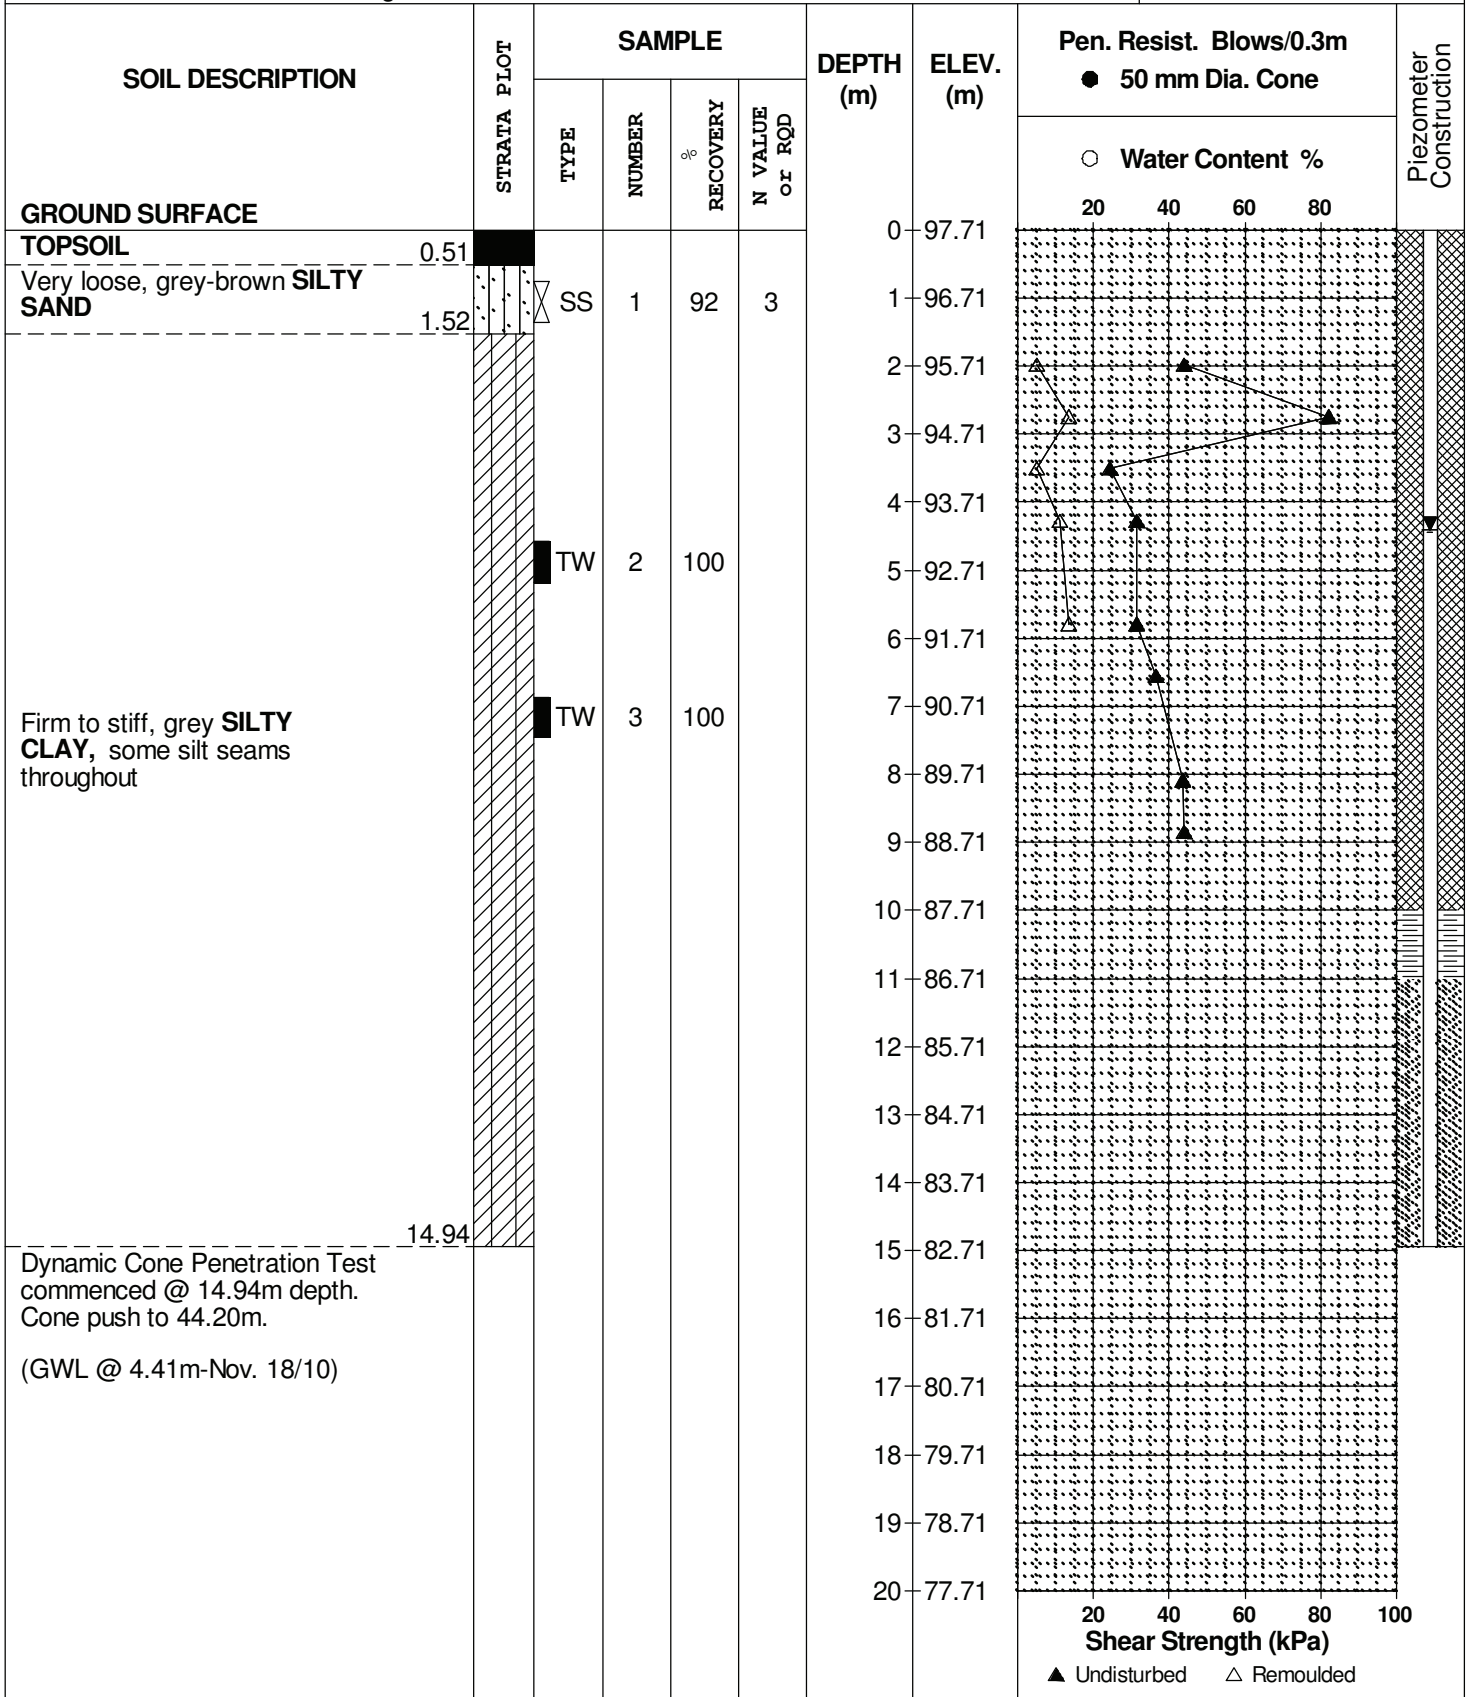 SOIL DESCRIPTION
GROUND SURFACE
STRATA PLOT
SAMPLE
TYPE
NUMBER
%
RECOVERY
N VALUE
or RQD
DEPTH
(m)
ELEV.
(m)
Pen. Resist. Blows/0.3m
● 50 mm Dia. Cone
○ Water Content %
20 40 60 80
Piezometer
Construction
TOPSOIL 0.51
Very loose, grey-brown SILTY
SAND
1.52
SS 1 92 3
TW 2 100
TW 3 100
Firm to stiff, grey SILTY
CLAY, some silt seams
throughout
14.94
Dynamic Cone Penetration Test
commenced @ 14.94m depth.
Cone push to 44.20m.
(GWL @ 4.41m-Nov. 18/10)
0 97.71
1 96.71
2 95.71
3 94.71
4 93.71
5 92.71
6 91.71
7 90.71
8 89.71
9 88.71
10 87.71
11 86.71
12 85.71
13 84.71
14 83.71
15 82.71
16 81.71
17 80.71
18 79.71
19 78.71
20 77.71
20 40 60 80 100
Shear Strength (kPa)
▲ Undisturbed △ Remoulded